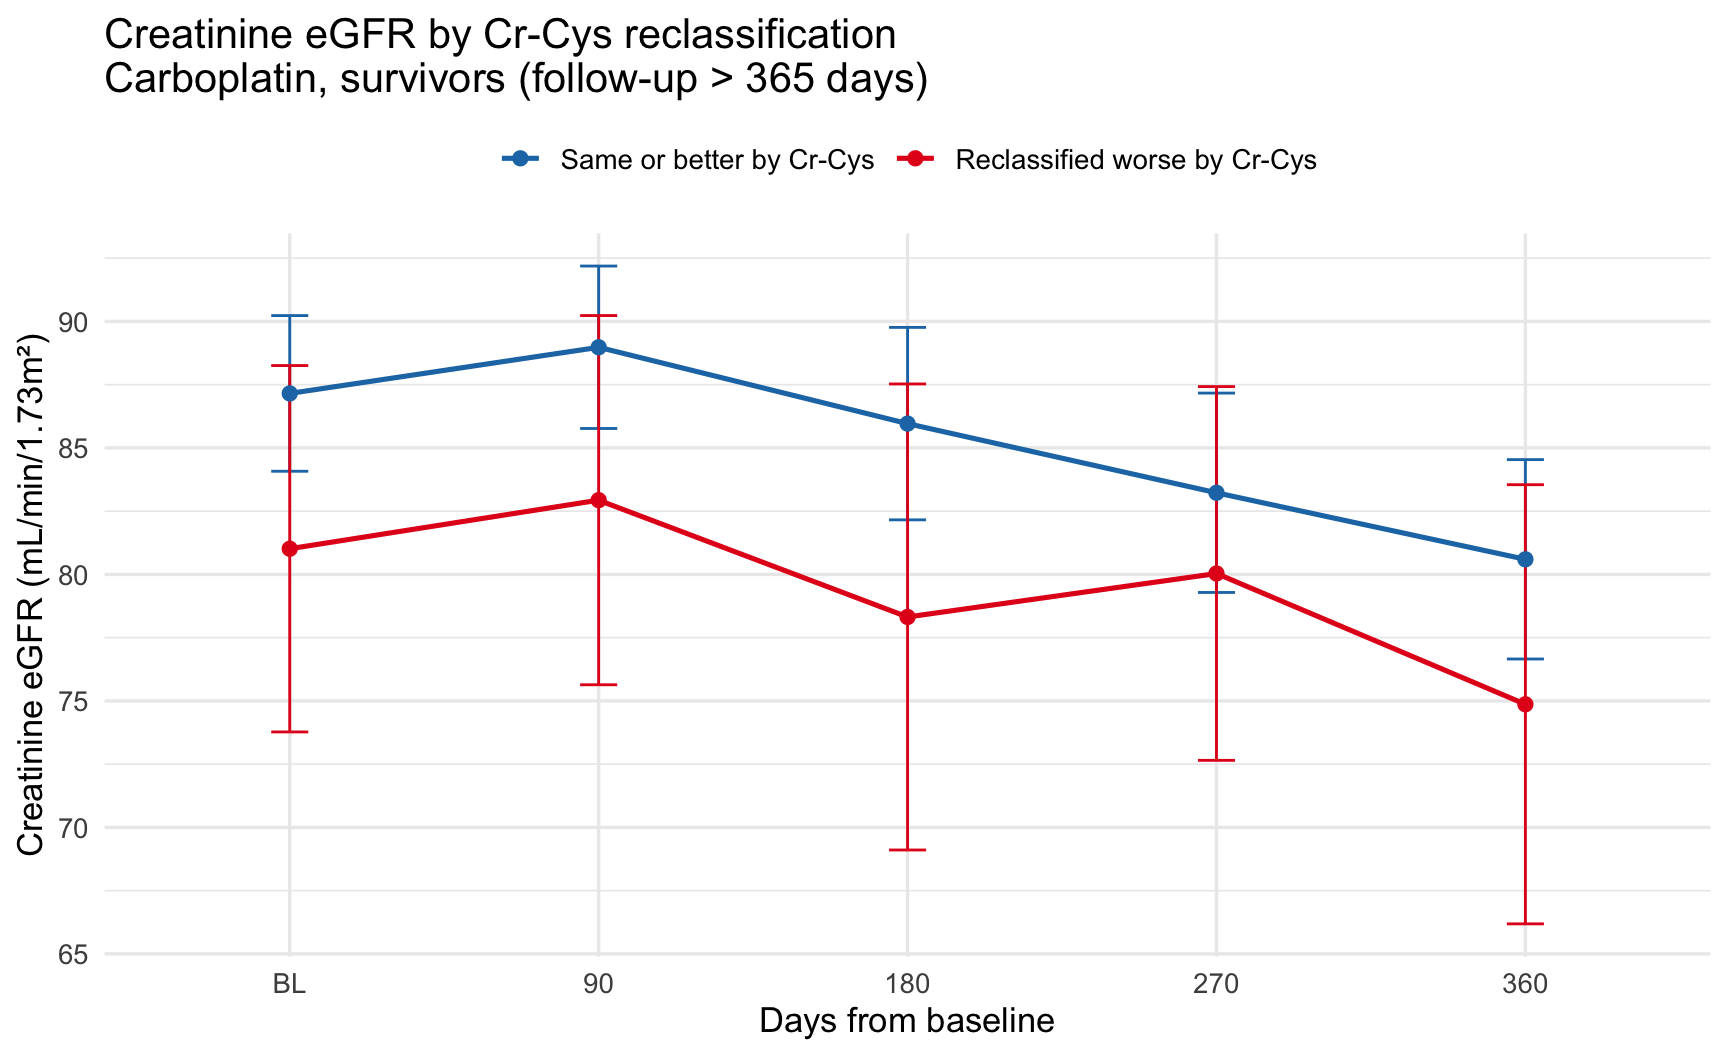 Creatinine eGFR by Cr-Cys reclassification
Carboplatin, survivors (follow-up > 365 days)
Same or better by Cr-Cys
Reclassified worse by Cr-Cys
Creatinine eGFR (mL/min/1.73m²)
90
85
80
75
70
65
BL
90
180
270
360
Days from baseline